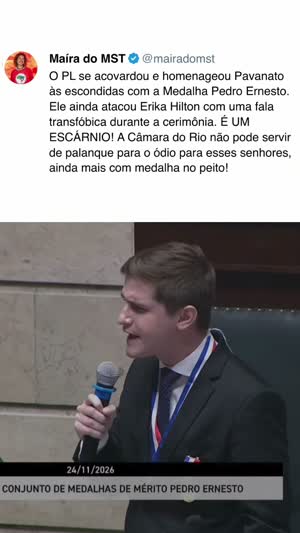 Maíra do MST @mairadomst
O PL se acovardou e homenageou Pavanato
às escondidas com a Medalha Pedro Ernesto.
Ele ainda atacou Erika Hilton com uma fala
transfóbica durante a cerimônia. É UM
ESCÁRNIO! A Câmara do Rio não pode servir
de palanque para o ódio para esses senhores,
ainda mais com medalha no peito!
24/11/2026
CONJUNTO DE MEDALHAS DE MÉRITO PEDRO ERNESTO